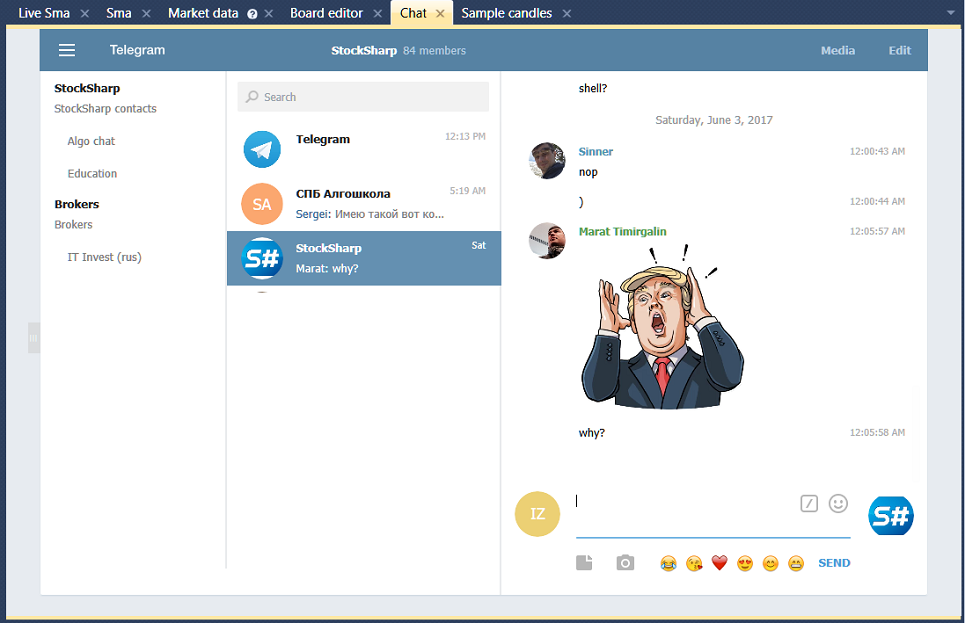 Live Sma
Sma
Market data
Board editor
Chat
Sample candles
Telegram
StockSharp 84 members
Media
Edit
StockSharp
StockSharp contacts
Algo chat
Education
Brokers
Brokers
IT Invest (rus)
Search
Telegram 12:13 PM
SA
СПБ Алгошкола 5:19 AM
Sergei: Имею такой вот ко...
S#
StockSharp Sat
Marat: why?
shell?
Saturday, June 3, 2017
Sinner 12:00:43 AM
nop
) 12:00:44 AM
Marat Timirgalin 12:05:57 AM
why? 12:05:58 AM
IZ
S#
SEND